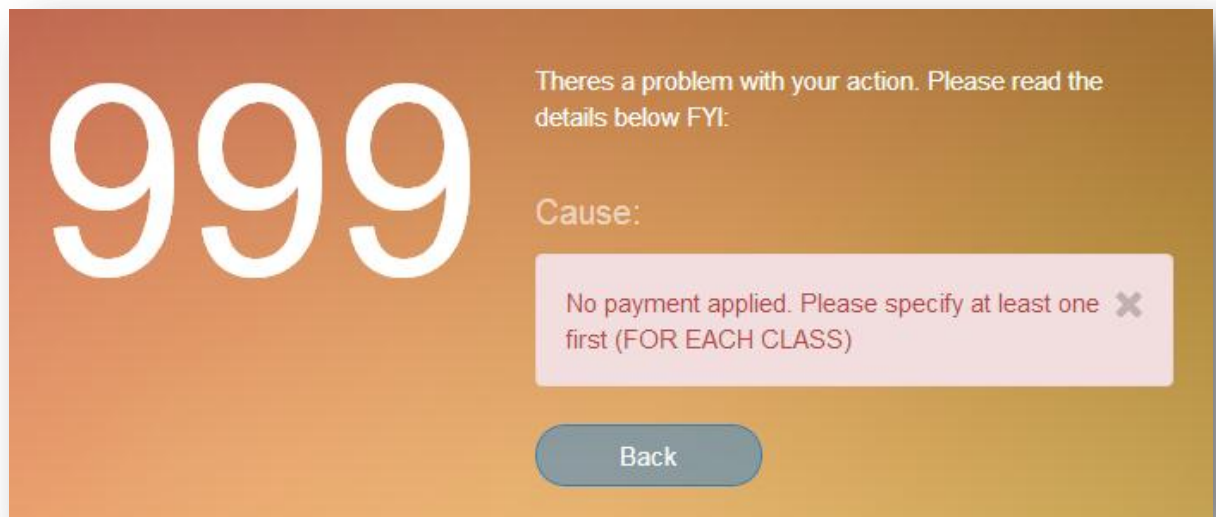 999
Theres a problem with your action. Please read the
details below FYI:
Cause:
No payment applied. Please specify at least one
first (FOR EACH CLASS)
Back